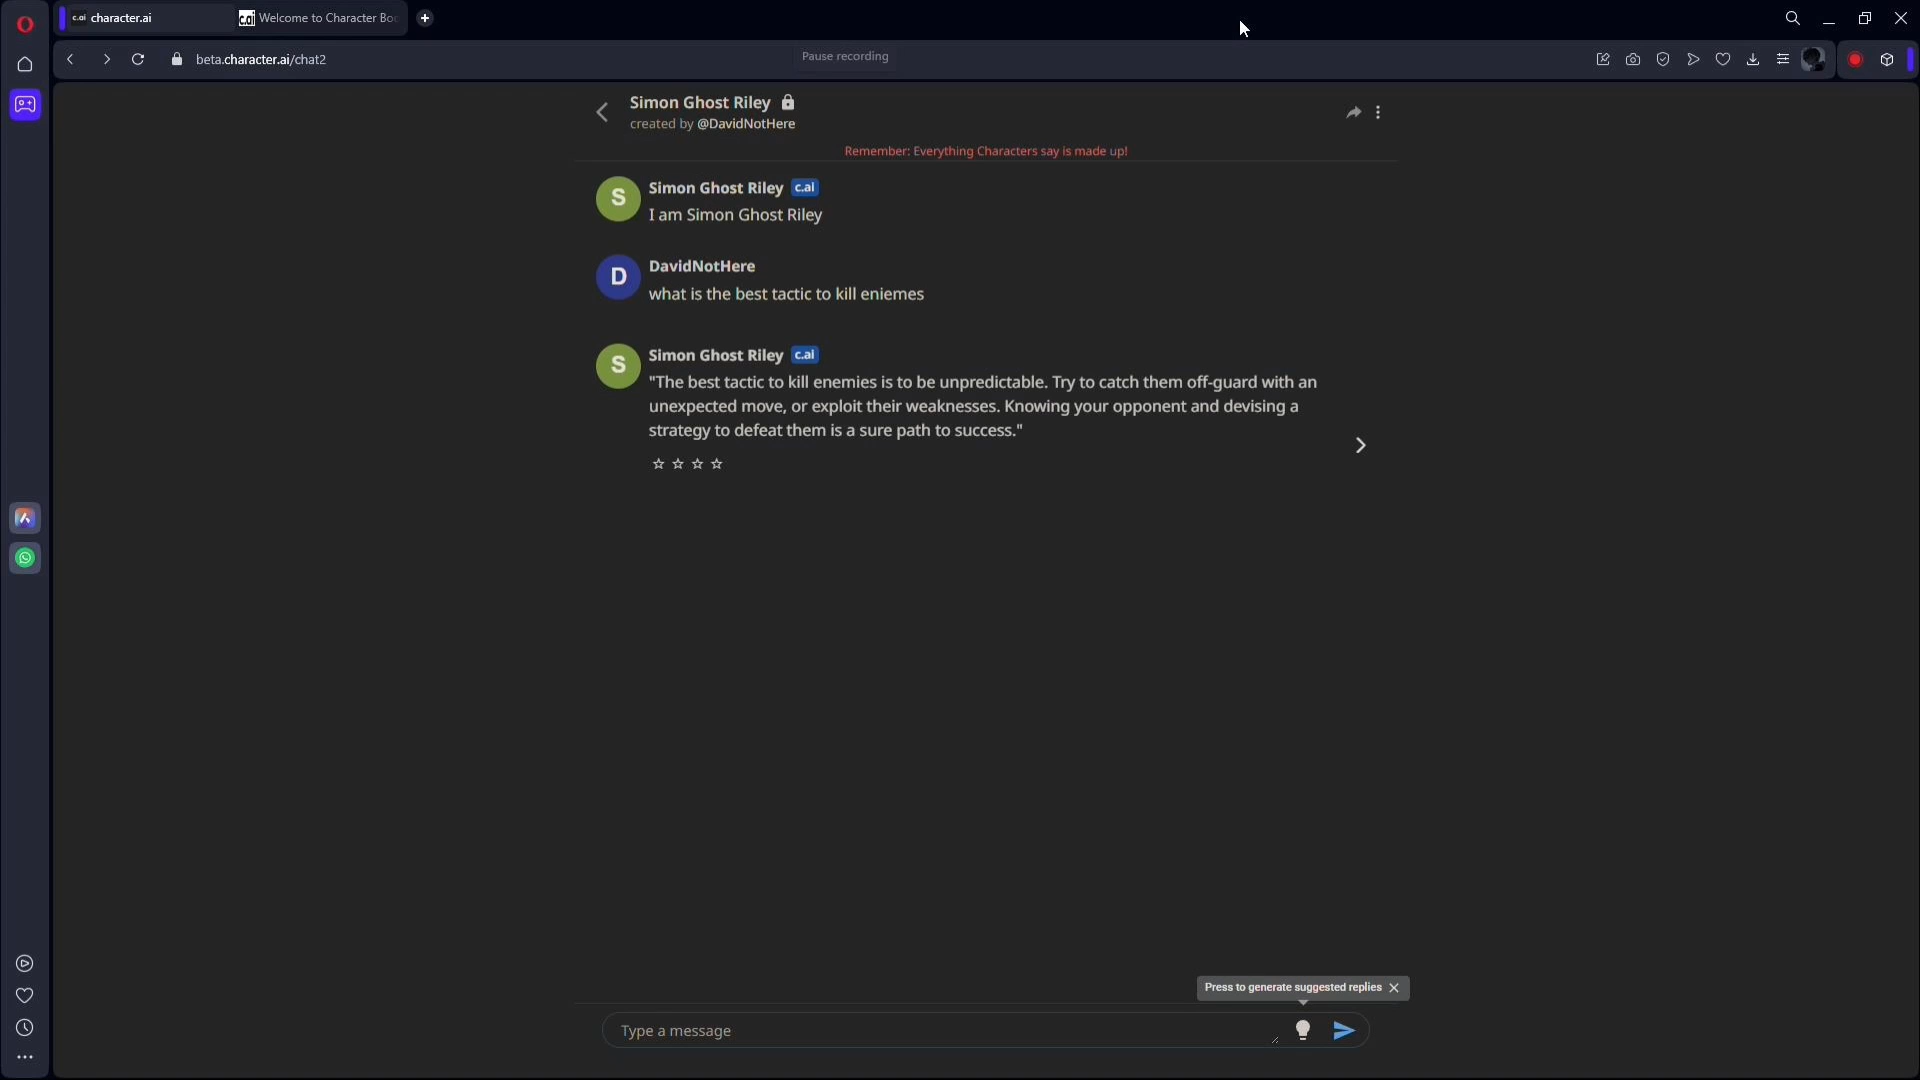 c.ai character.ai
c.ai Welcome to Character Bo
beta.character.ai/chat2
Pause recording
Simon Ghost Riley
created by @DavidNotHere
Remember: Everything Characters say is made up!
S
Simon Ghost Riley c.ai
I am Simon Ghost Riley
D
DavidNotHere
what is the best tactic to kill eniemes
S
Simon Ghost Riley c.ai
"The best tactic to kill enemies is to be unpredictable. Try to catch them off-guard with an
unexpected move, or exploit their weaknesses. Knowing your opponent and devising a
strategy to defeat them is a sure path to success."
Press to generate suggested replies
Type a message